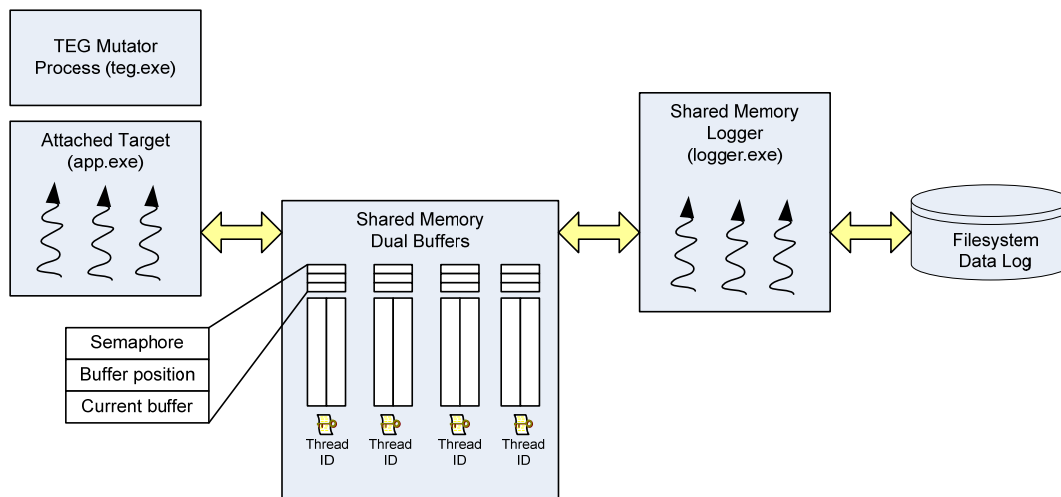 TEG Mutator
Process (teg.exe)
Attached Target
(app.exe)
Shared Memory
Dual Buffers
Semaphore
Buffer position
Current buffer
Thread
ID
Thread
ID
Thread
ID
Thread
ID
Shared Memory
Logger
(logger.exe)
Filesystem
Data Log